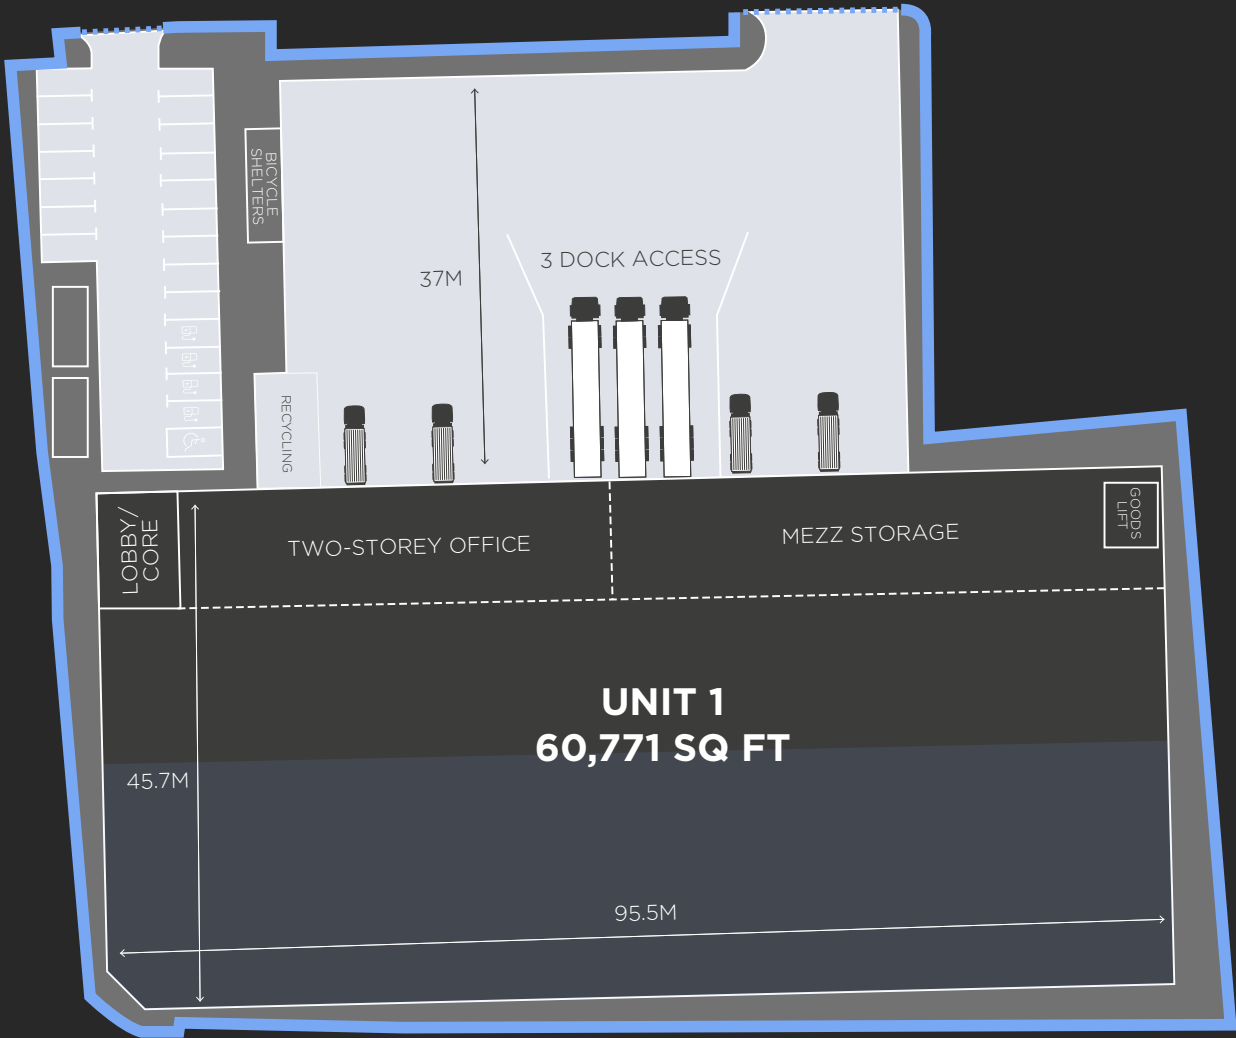 BICYCLE
SHELTERS
3 DOCK ACCESS
37M
RECYCLING
LOBBY/
CORE
TWO-STOREY OFFICE
MEZZ STORAGE
GOODS
LIFT
UNIT 1
60,771 SQ FT
45.7M
95.5M